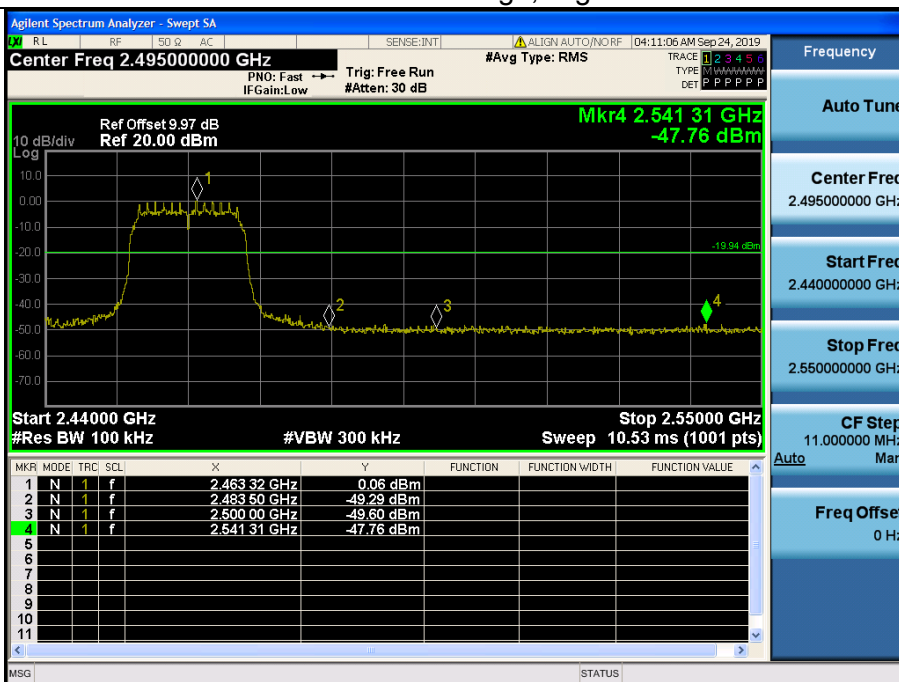 Agilent Spectrum Analyzer - Swept SA
LXI RL RF 50 Ω AC SENSE:INT ALIGN AUTO/NO RF 04:11:06 AM Sep 24, 2019
Center Freq 2.495000000 GHz
PNO: Fast
IFGain:Low
Trig: Free Run
#Atten: 30 dB
#Avg Type: RMS
TRACE 1 2 3 4 5 6
TYPE M W W W W W
DET P P P P P P
Ref Offset 9.97 dB
10 dB/div Ref 20.00 dBm
Log
Mkr4 2.541 31 GHz
-47.76 dBm
10.0
0.00
-10.0
-20.0
-30.0
-40.0
-50.0
-60.0
-70.0
1
2
3
4
-19.94 dBm
Start 2.44000 GHz Stop 2.55000 GHz
#Res BW 100 kHz #VBW 300 kHz Sweep 10.53 ms (1001 pts)
MKR MODE TRC SCL X Y FUNCTION FUNCTION WIDTH FUNCTION VALUE
1 N 1 f 2.463 32 GHz 0.06 dBm
2 N 1 f 2.483 50 GHz -49.29 dBm
3 N 1 f 2.500 00 GHz -49.60 dBm
4 N 1 f 2.541 31 GHz -47.76 dBm
5
6
7
8
9
10
11
MSG STATUS
Frequency
Auto Tune
Center Freq
2.495000000 GHz
Start Freq
2.440000000 GHz
Stop Freq
2.550000000 GHz
CF Step
11.000000 MHz
Auto Man
Freq Offset
0 Hz